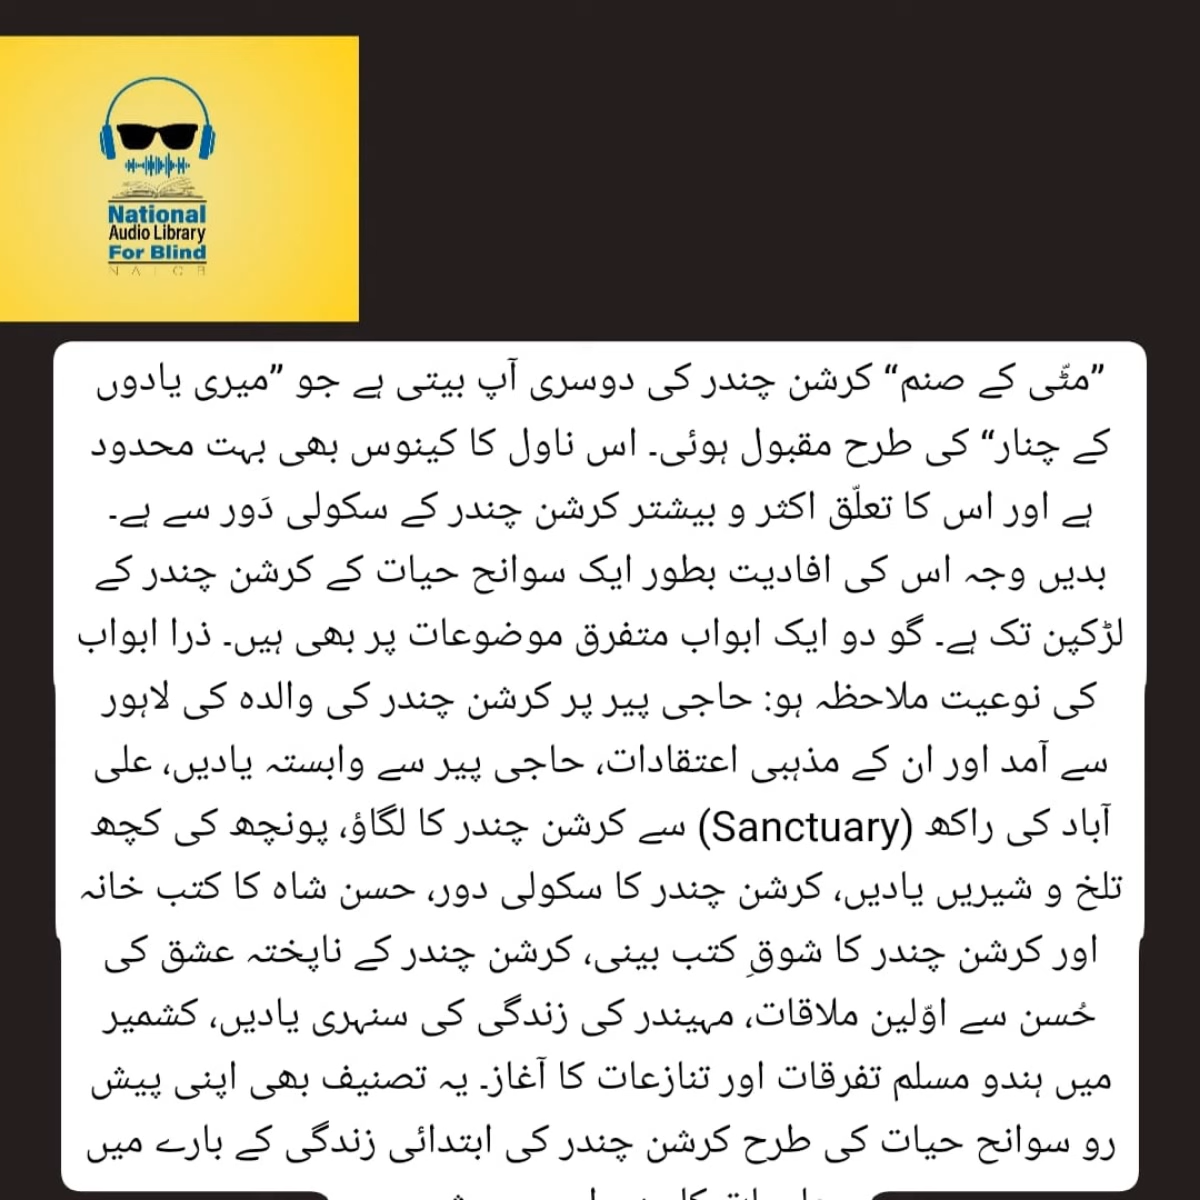 National
Audio Library
For Blind
N A L C B
”مٹّی کے صنم“ کرشن چندر کی دوسری آپ بیتی ہے جو ”میری یادوں
کے چنار“ کی طرح مقبول ہوئی۔ اس ناول کا کینوس بھی بہت محدود
ہے اور اس کا تعلّق اکثر و بیشتر کرشن چندر کے سکولی دَور سے ہے۔
بدیں وجہ اس کی افادیت بطور ایک سوانح حیات کے کرشن چندر کے
لڑکپن تک ہے۔ گو دو ایک ابواب متفرق موضوعات پر بھی ہیں۔ ذرا ابواب
کی نوعیت ملاحظہ ہو: حاجی پیر پر کرشن چندر کی والدہ کی لاہور
سے آمد اور ان کے مذہبی اعتقادات، حاجی پیر سے وابستہ یادیں، علی
آباد کی راکھ (Sanctuary) سے کرشن چندر کا لگاؤ، پونچھ کی کچھ
تلخ و شیریں یادیں، کرشن چندر کا سکولی دور، حسن شاہ کا کتب خانہ
اور کرشن چندر کا شوقِ کتب بینی، کرشن چندر کے ناپختہ عشق کی
حُسن سے اوّلین ملاقات، مہیندر کی زندگی کی سنہری یادیں، کشمیر
میں ہندو مسلم تفرقات اور تنازعات کا آغاز۔ یہ تصنیف بھی اپنی پیش
رو سوانح حیات کی طرح کرشن چندر کی ابتدائی زندگی کے بارے میں